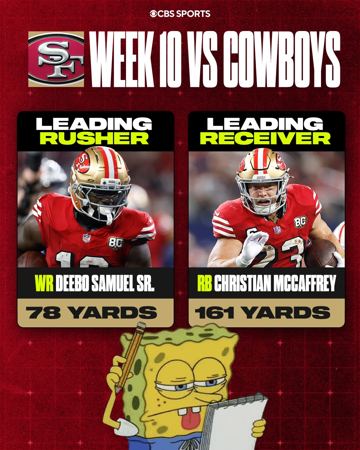 CBS SPORTS
SF
WEEK 10 VS COWBOYS
LEADING
RUSHER
LEADING
RECEIVER
WR DEEBO SAMUEL SR.
RB CHRISTIAN MCCAFFREY
78 YARDS
161 YARDS